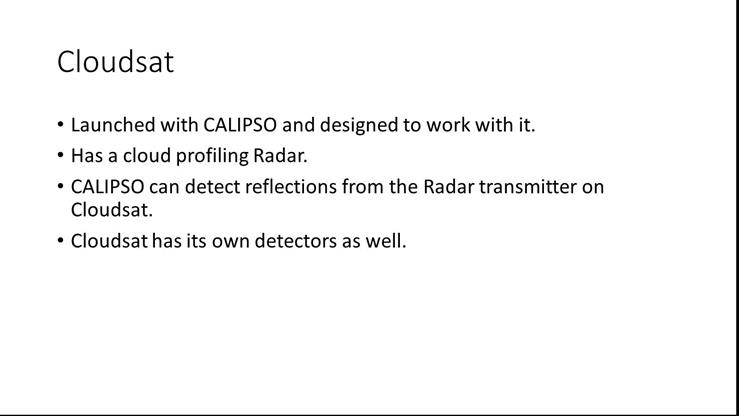 Cloudsat
• Launched with CALIPSO and designed to work with it.
• Has a cloud profiling Radar.
• CALIPSO can detect reflections from the Radar transmitter on
Cloudsat.
• Cloudsat has its own detectors as well.